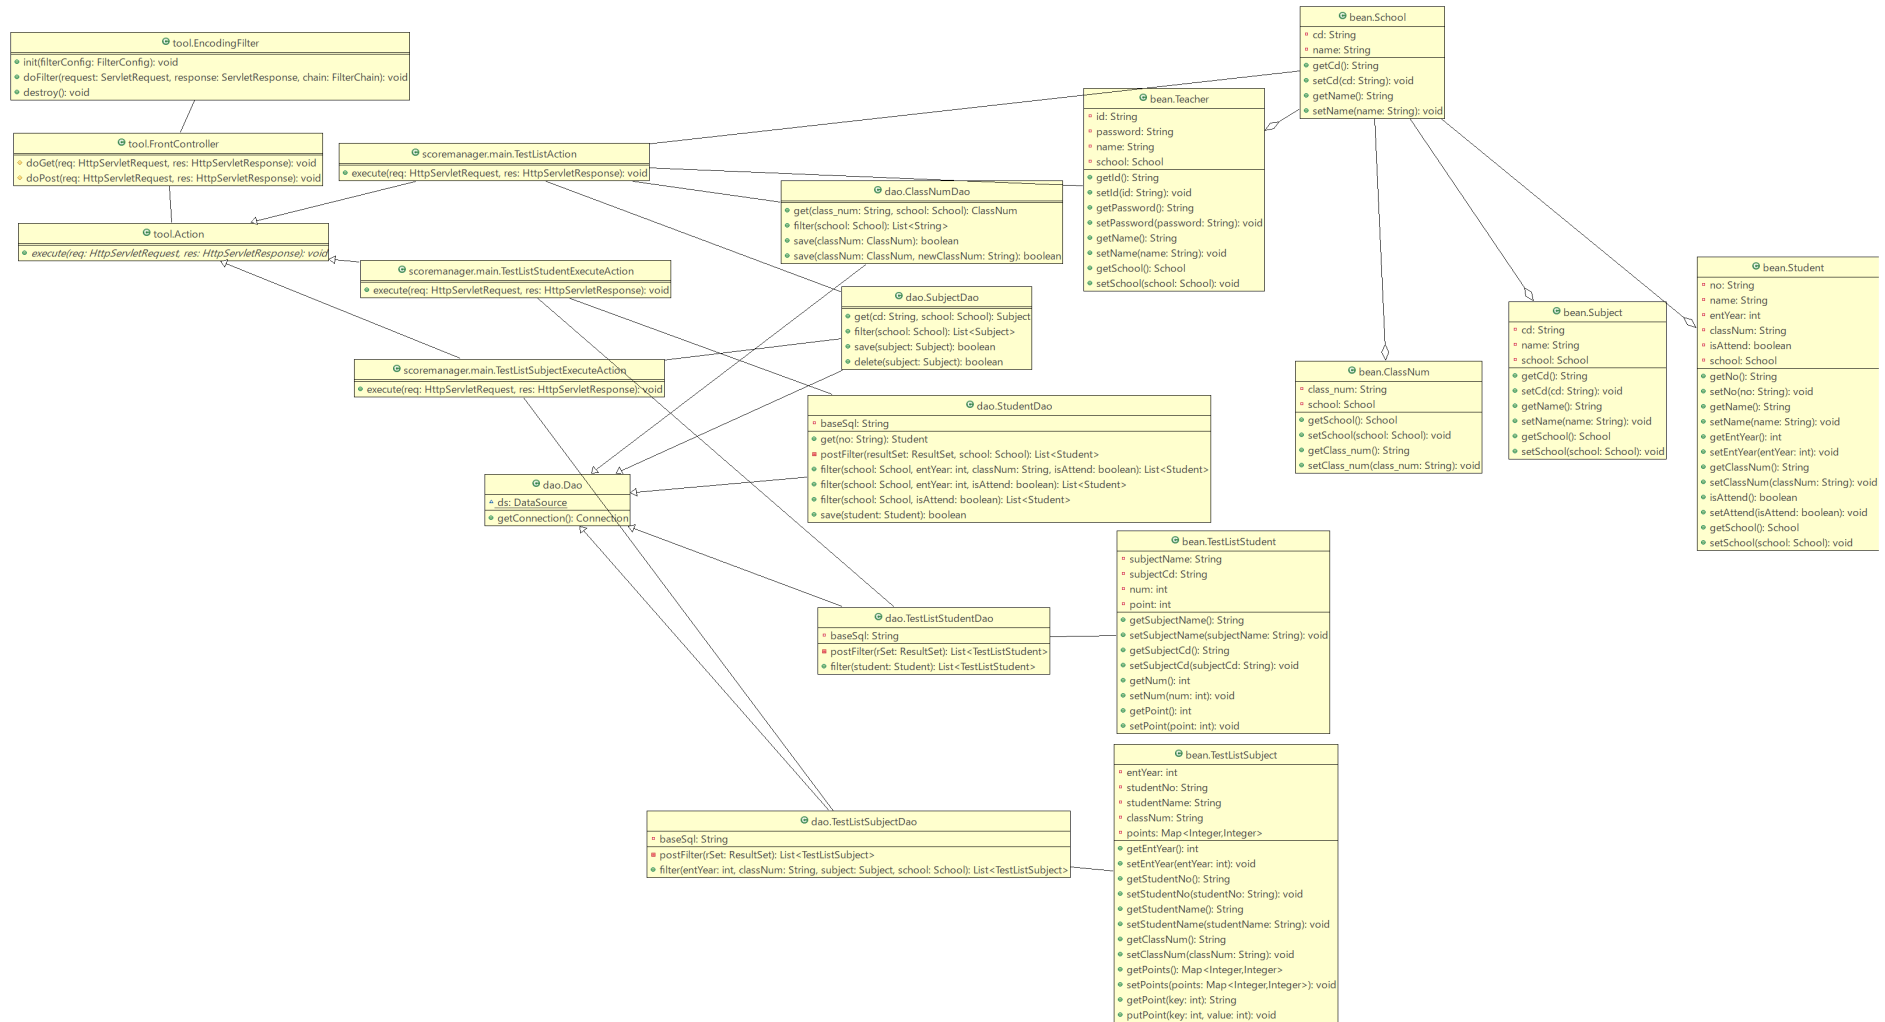 bean.School
cd: String
name: String
getCd(): String
setCd(cd: String): void
getName(): String
setName(name: String): void
tool.EncodingFilter
init(filterConfig: FilterConfig): void
doFilter(request: ServletRequest, response: ServletResponse, chain: FilterChain): void
destroy(): void
tool.FrontController
doGet(req: HttpServletRequest, res: HttpServletResponse): void
doPost(req: HttpServletRequest, res: HttpServletResponse): void
tool.Action
execute(req: HttpServletRequest, res: HttpServletResponse): void
scoremanager.main.TestListAction
execute(req: HttpServletRequest, res: HttpServletResponse): void
scoremanager.main.TestListStudentExecuteAction
execute(req: HttpServletRequest, res: HttpServletResponse): void
scoremanager.main.TestListSubjectExecuteAction
execute(req: HttpServletRequest, res: HttpServletResponse): void
bean.Teacher
id: String
password: String
name: String
school: School
getId(): String
setId(id: String): void
getPassword(): String
setPassword(password: String): void
getName(): String
setName(name: String): void
getSchool(): School
setSchool(school: School): void
dao.ClassNumDao
get(class_num: String, school: School): ClassNum
filter(school: School): List<String>
save(classNum: ClassNum): boolean
save(classNum: ClassNum, newClassNum: String): boolean
dao.SubjectDao
get(cd: String, school: School): Subject
filter(school: School): List<Subject>
save(subject: Subject): boolean
delete(subject: Subject): boolean
dao.StudentDao
baseSql: String
get(no: String): Student
postFilter(resultSet: ResultSet, school: School): List<Student>
filter(school: School, entYear: int, classNum: String, isAttend: boolean): List<Student>
filter(school: School, entYear: int, isAttend: boolean): List<Student>
filter(school: School, isAttend: boolean): List<Student>
save(student: Student): boolean
dao.Dao
ds: DataSource
getConnection(): Connection
bean.ClassNum
class_num: String
school: School
getSchool(): School
setSchool(school: School): void
getClass_num(): String
setClass_num(class_num: String): void
bean.Subject
cd: String
name: String
school: School
getCd(): String
setCd(cd: String): void
getName(): String
setName(name: String): void
getSchool(): School
setSchool(school: School): void
bean.Student
no: String
name: String
entYear: int
classNum: String
isAttend: boolean
school: School
getNo(): String
setNo(no: String): void
getName(): String
setName(name: String): void
getEntYear(): int
setEntYear(entYear: int): void
getClassNum(): String
setClassNum(classNum: String): void
isAttend(): boolean
setAttend(isAttend: boolean): void
getSchool(): School
setSchool(school: School): void
dao.TestListStudentDao
baseSql: String
postFilter(rSet: ResultSet): List<TestListStudent>
filter(student: Student): List<TestListStudent>
bean.TestListStudent
subjectName: String
subjectCd: String
num: int
point: int
getSubjectName(): String
setSubjectName(subjectName: String): void
getSubjectCd(): String
setSubjectCd(subjectCd: String): void
getNum(): int
setNum(num: int): void
getPoint(): int
setPoint(point: int): void
dao.TestListSubjectDao
baseSql: String
postFilter(rSet: ResultSet): List<TestListSubject>
filter(entYear: int, classNum: String, subject: Subject, school: School): List<TestListSubject>
bean.TestListSubject
entYear: int
studentNo: String
studentName: String
classNum: String
points: Map<Integer,Integer>
getEntYear(): int
setEntYear(entYear: int): void
getStudentNo(): String
setStudentNo(studentNo: String): void
getStudentName(): String
setStudentName(studentName: String): void
getClassNum(): String
setClassNum(classNum: String): void
getPoints(): Map<Integer,Integer>
setPoints(points: Map<Integer,Integer>): void
getPoint(key: int): String
putPoint(key: int, value: int): void